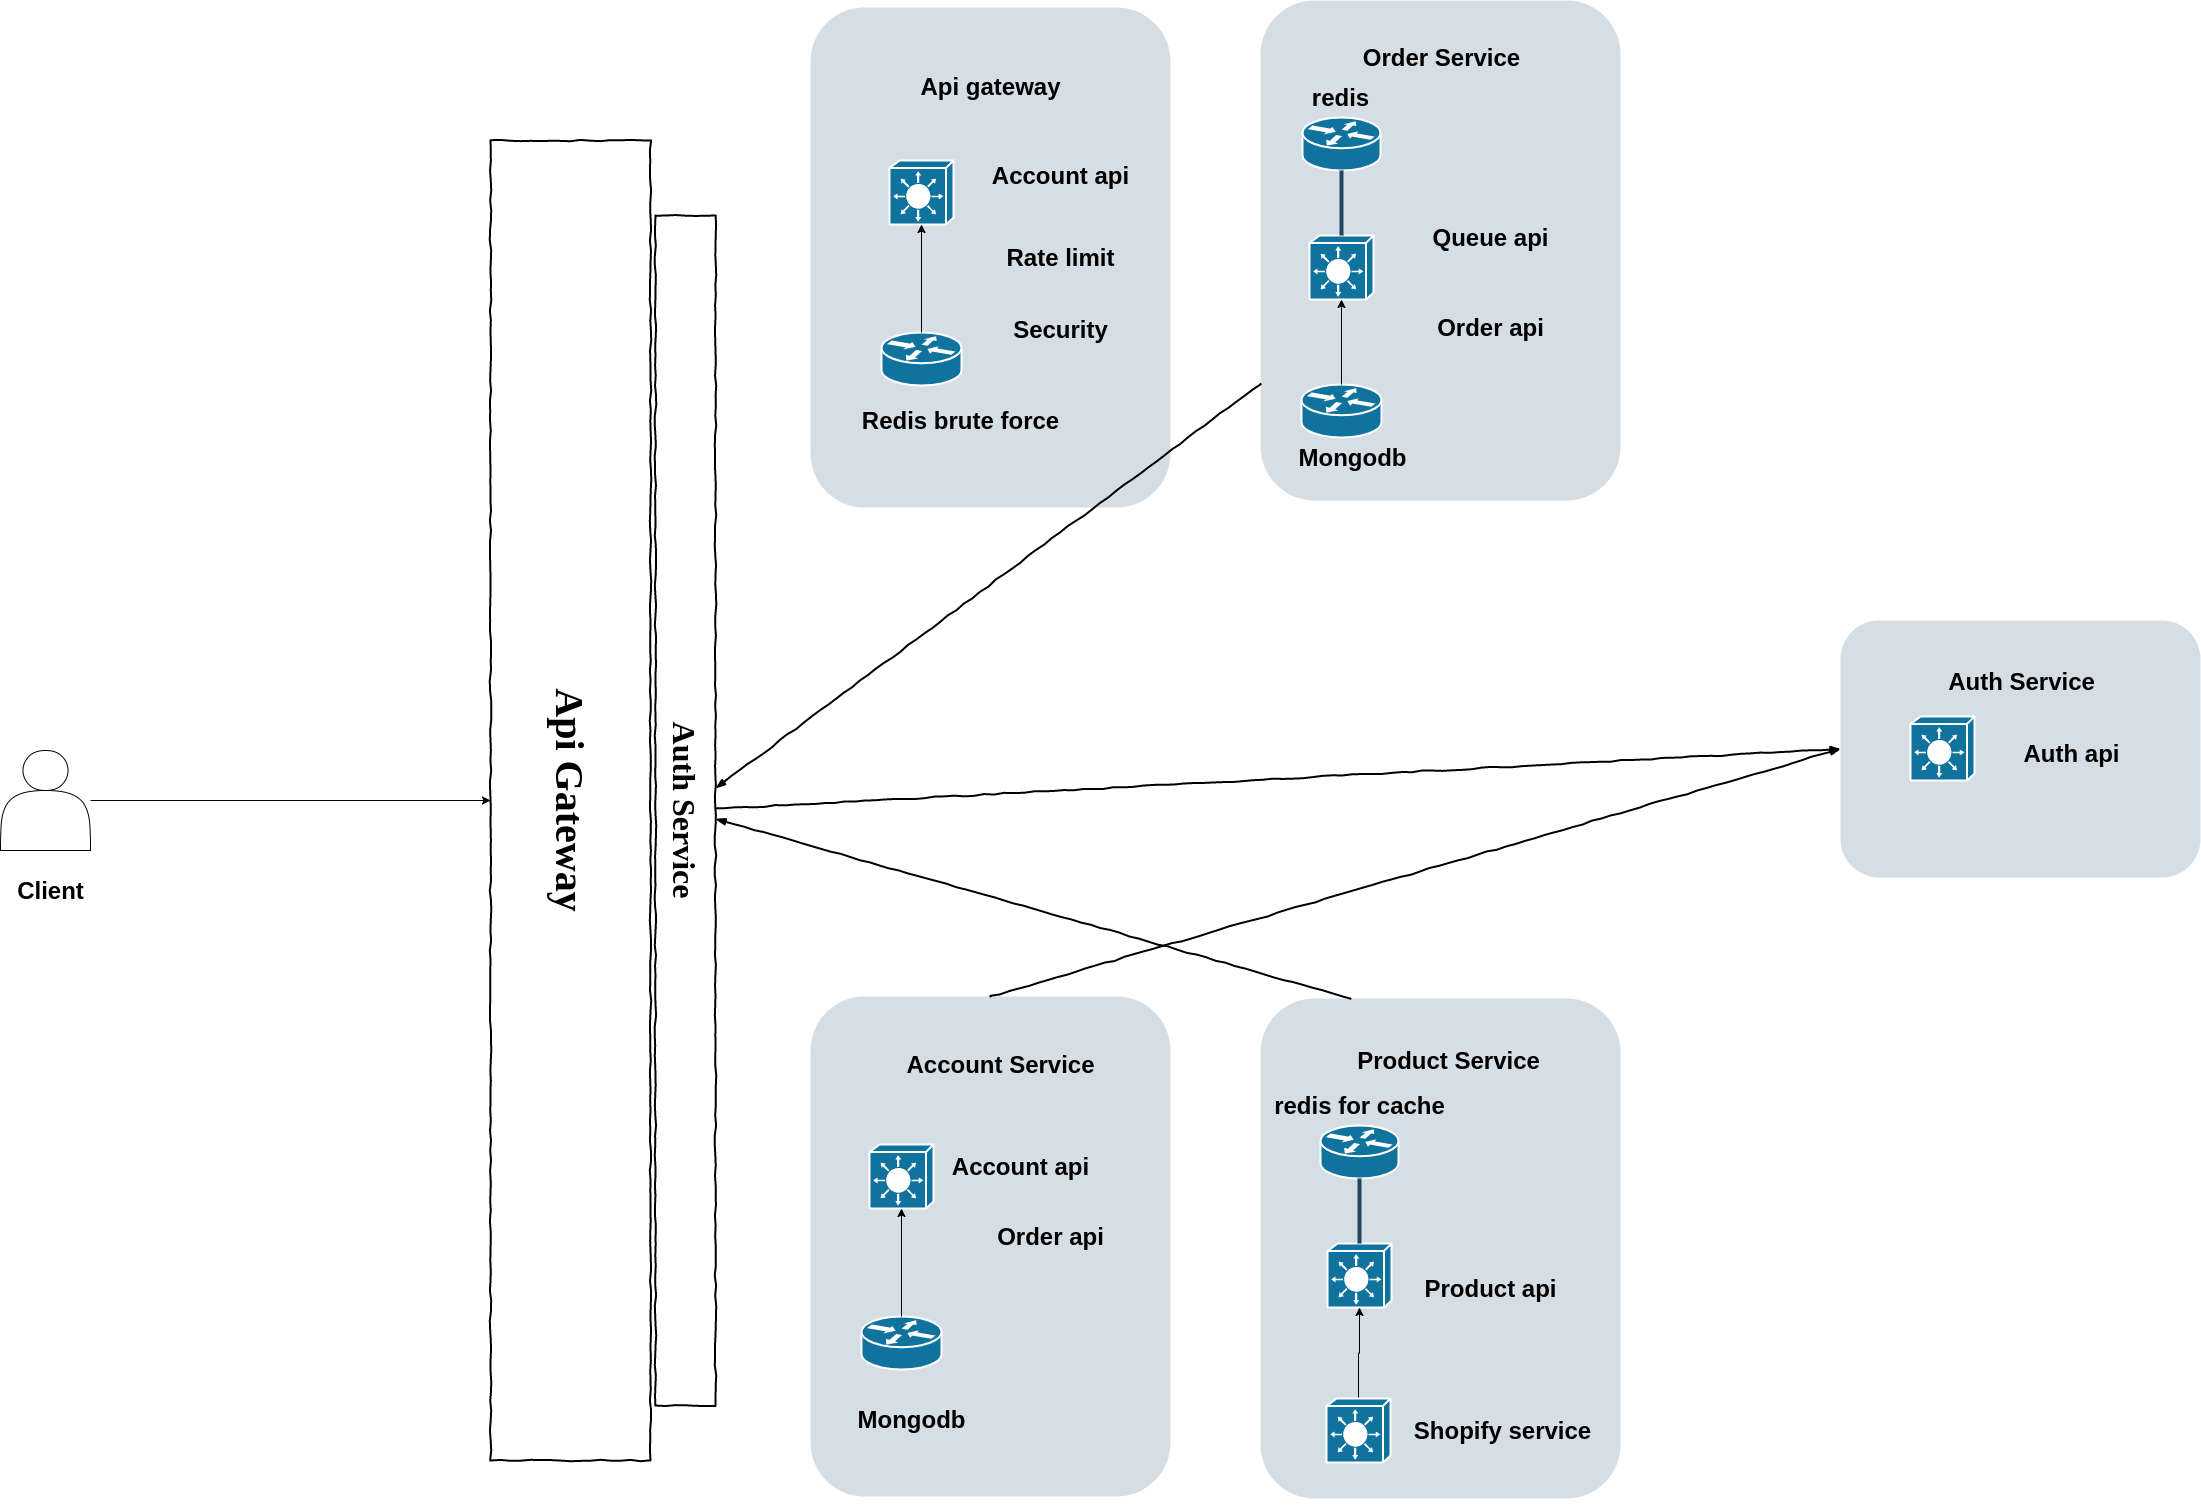 Client
Api Gateway
Auth Service
Api gateway
Account api
Rate limit
Security
Redis brute force
Order Service
redis
Queue api
Order api
Mongodb
Auth Service
Auth api
Account Service
Account api
Order api
Mongodb
Product Service
redis for cache
Product api
Shopify service